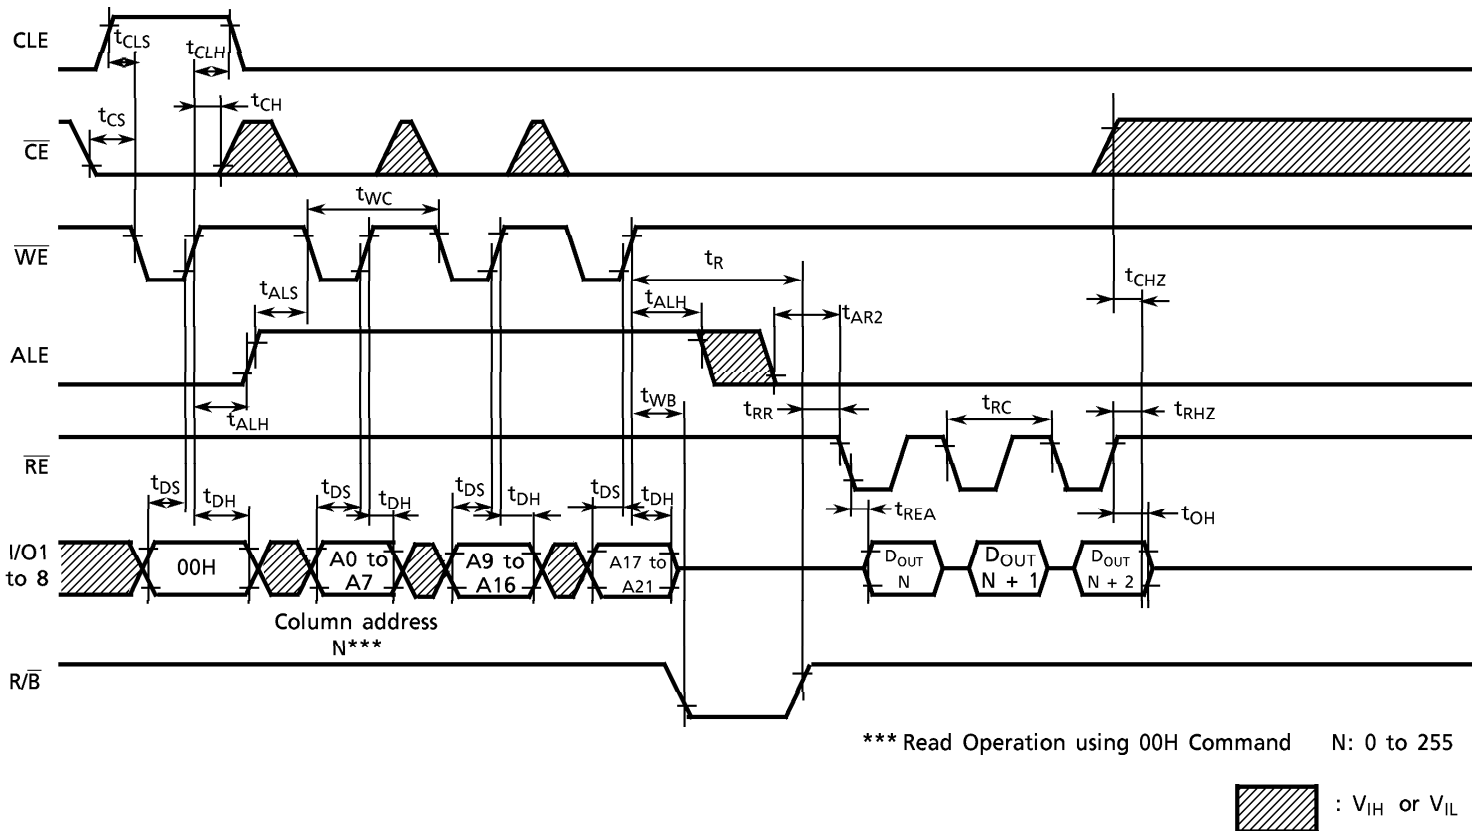 CLE
tCLS
tCLH
tCH
tCS
CE
tWC
WE
tR
tCHZ
tALS
tALH
tAR2
ALE
tWB
tRR
tRC
tRHZ
tALH
RE
tDS
tDH
tDS
tDH
tDS
tDH
tDS
tDH
tREA
tOH
I/O1
to 8
00H
A0 to
A7
A9 to
A16
A17 to
A21
DOUT
N
DOUT
N + 1
DOUT
N + 2
Column address
N***
R/B
*** Read Operation using 00H Command N: 0 to 255
: VIH or VIL